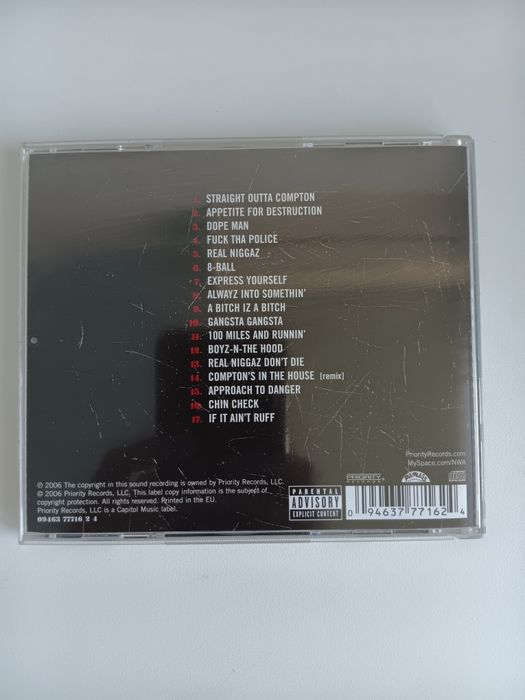 1. STRAIGHT OUTTA COMPTON
2. APPETITE FOR DESTRUCTION
3. DOPE MAN
4. FUCK THA POLICE
5. REAL NIGGAZ
6. 8-BALL
7. EXPRESS YOURSELF
8. ALWAYZ INTO SOMETHIN'
9. A BITCH IZ A BITCH
10. GANGSTA GANGSTA
11. 100 MILES AND RUNNIN'
12. BOYZ-N-THE HOOD
13. REAL NIGGAZ DON'T DIE
14. COMPTON'S IN THE HOUSE [remix]
15. APPROACH TO DANGER
16. CHIN CHECK
17. IF IT AIN'T RUFF
PriorityRecords.com
MySpace.com/NWA
℗ 2006 The copyright in this sound recording is owned by Priority Records, LLC.
© 2006 Priority Records, LLC, This label copy information is the subject of
copyright protection. All rights reserved. Printed in the EU.
Priority Records, LLC is a Capitol Music label.
09463 77716 2 4
PARENTAL
ADVISORY
EXPLICIT CONTENT
PRIORITY
RECORDS
RUTHLESS
0 94637 77162 4